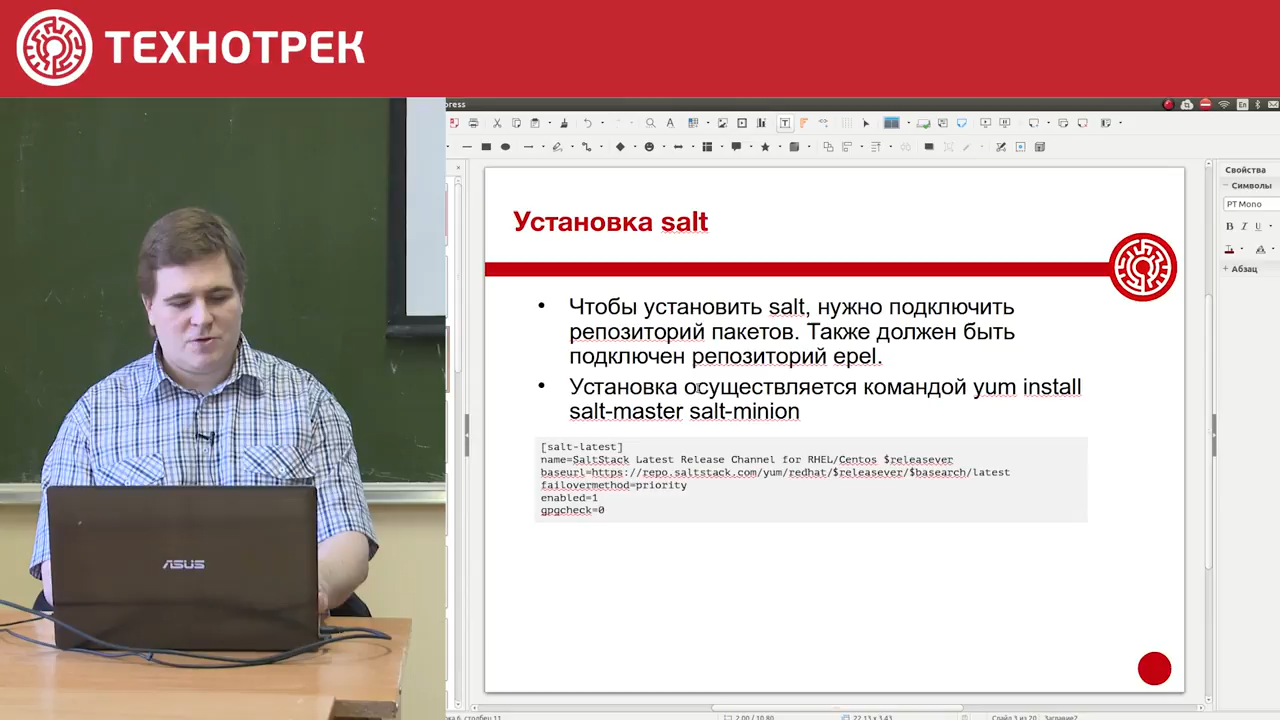 ТЕХНОТРЕК
press
En
Свойства
Символы
PT Mono
B I U
Абзац
Установка salt
• Чтобы установить salt, нужно подключить
репозиторий пакетов. Также должен быть
подключен репозиторий epel.
• Установка осуществляется командой yum install
salt-master salt-minion
[salt-latest]
name=SaltStack Latest Release Channel for RHEL/Centos $releasever
baseurl=https://repo.saltstack.com/yum/redhat/$releasever/$basearch/latest
failovermethod=priority
enabled=1
gpgcheck=0
ASUS